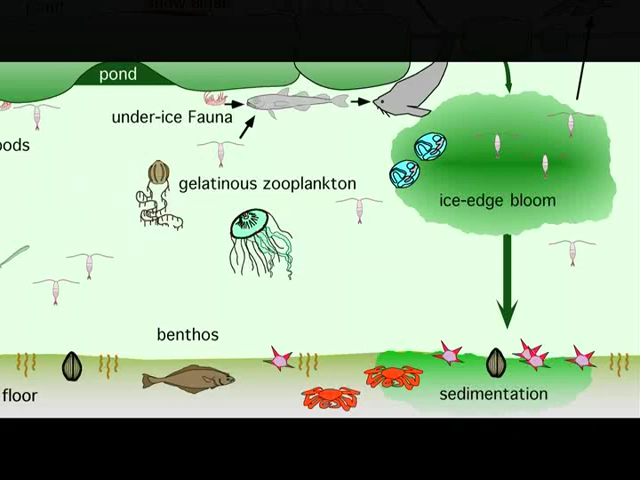 pond
under-ice Fauna
ods
gelatinous zooplankton
ice-edge bloom
benthos
floor
sedimentation